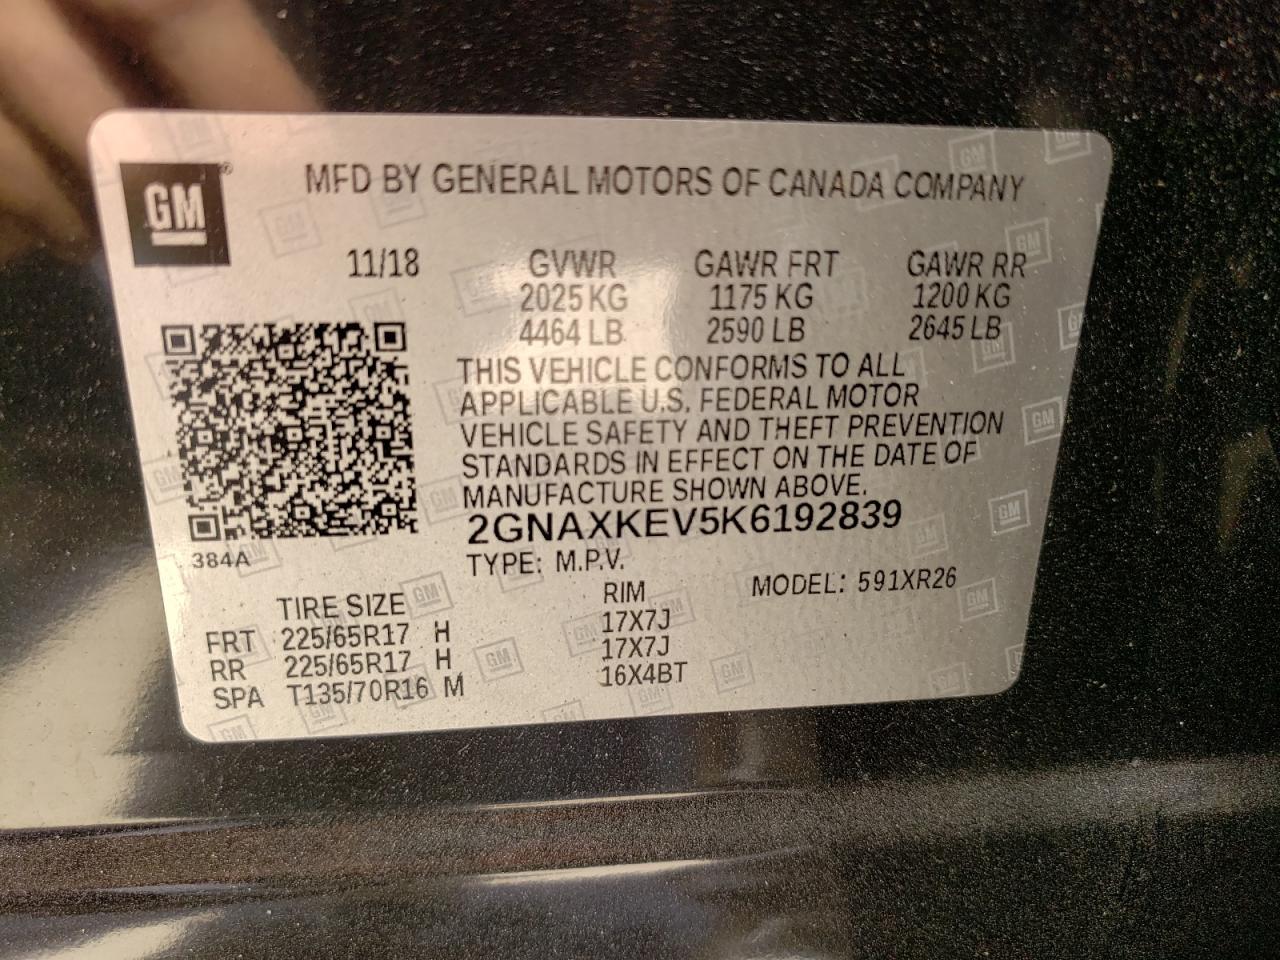 GM®
MFD BY GENERAL MOTORS OF CANADA COMPANY
11/18 GVWR GAWR FRT GAWR RR
2025 KG 1175 KG 1200 KG
4464 LB 2590 LB 2645 LB
THIS VEHICLE CONFORMS TO ALL
APPLICABLE U.S. FEDERAL MOTOR
VEHICLE SAFETY AND THEFT PREVENTION
STANDARDS IN EFFECT ON THE DATE OF
MANUFACTURE SHOWN ABOVE.
2GNAXKEV5K6192839
384A
TYPE: M.P.V.
MODEL: 591XR26
TIRE SIZE RIM
FRT 225/65R17 H 17X7J
RR 225/65R17 H 17X7J
SPA T135/70R16 M 16X4BT